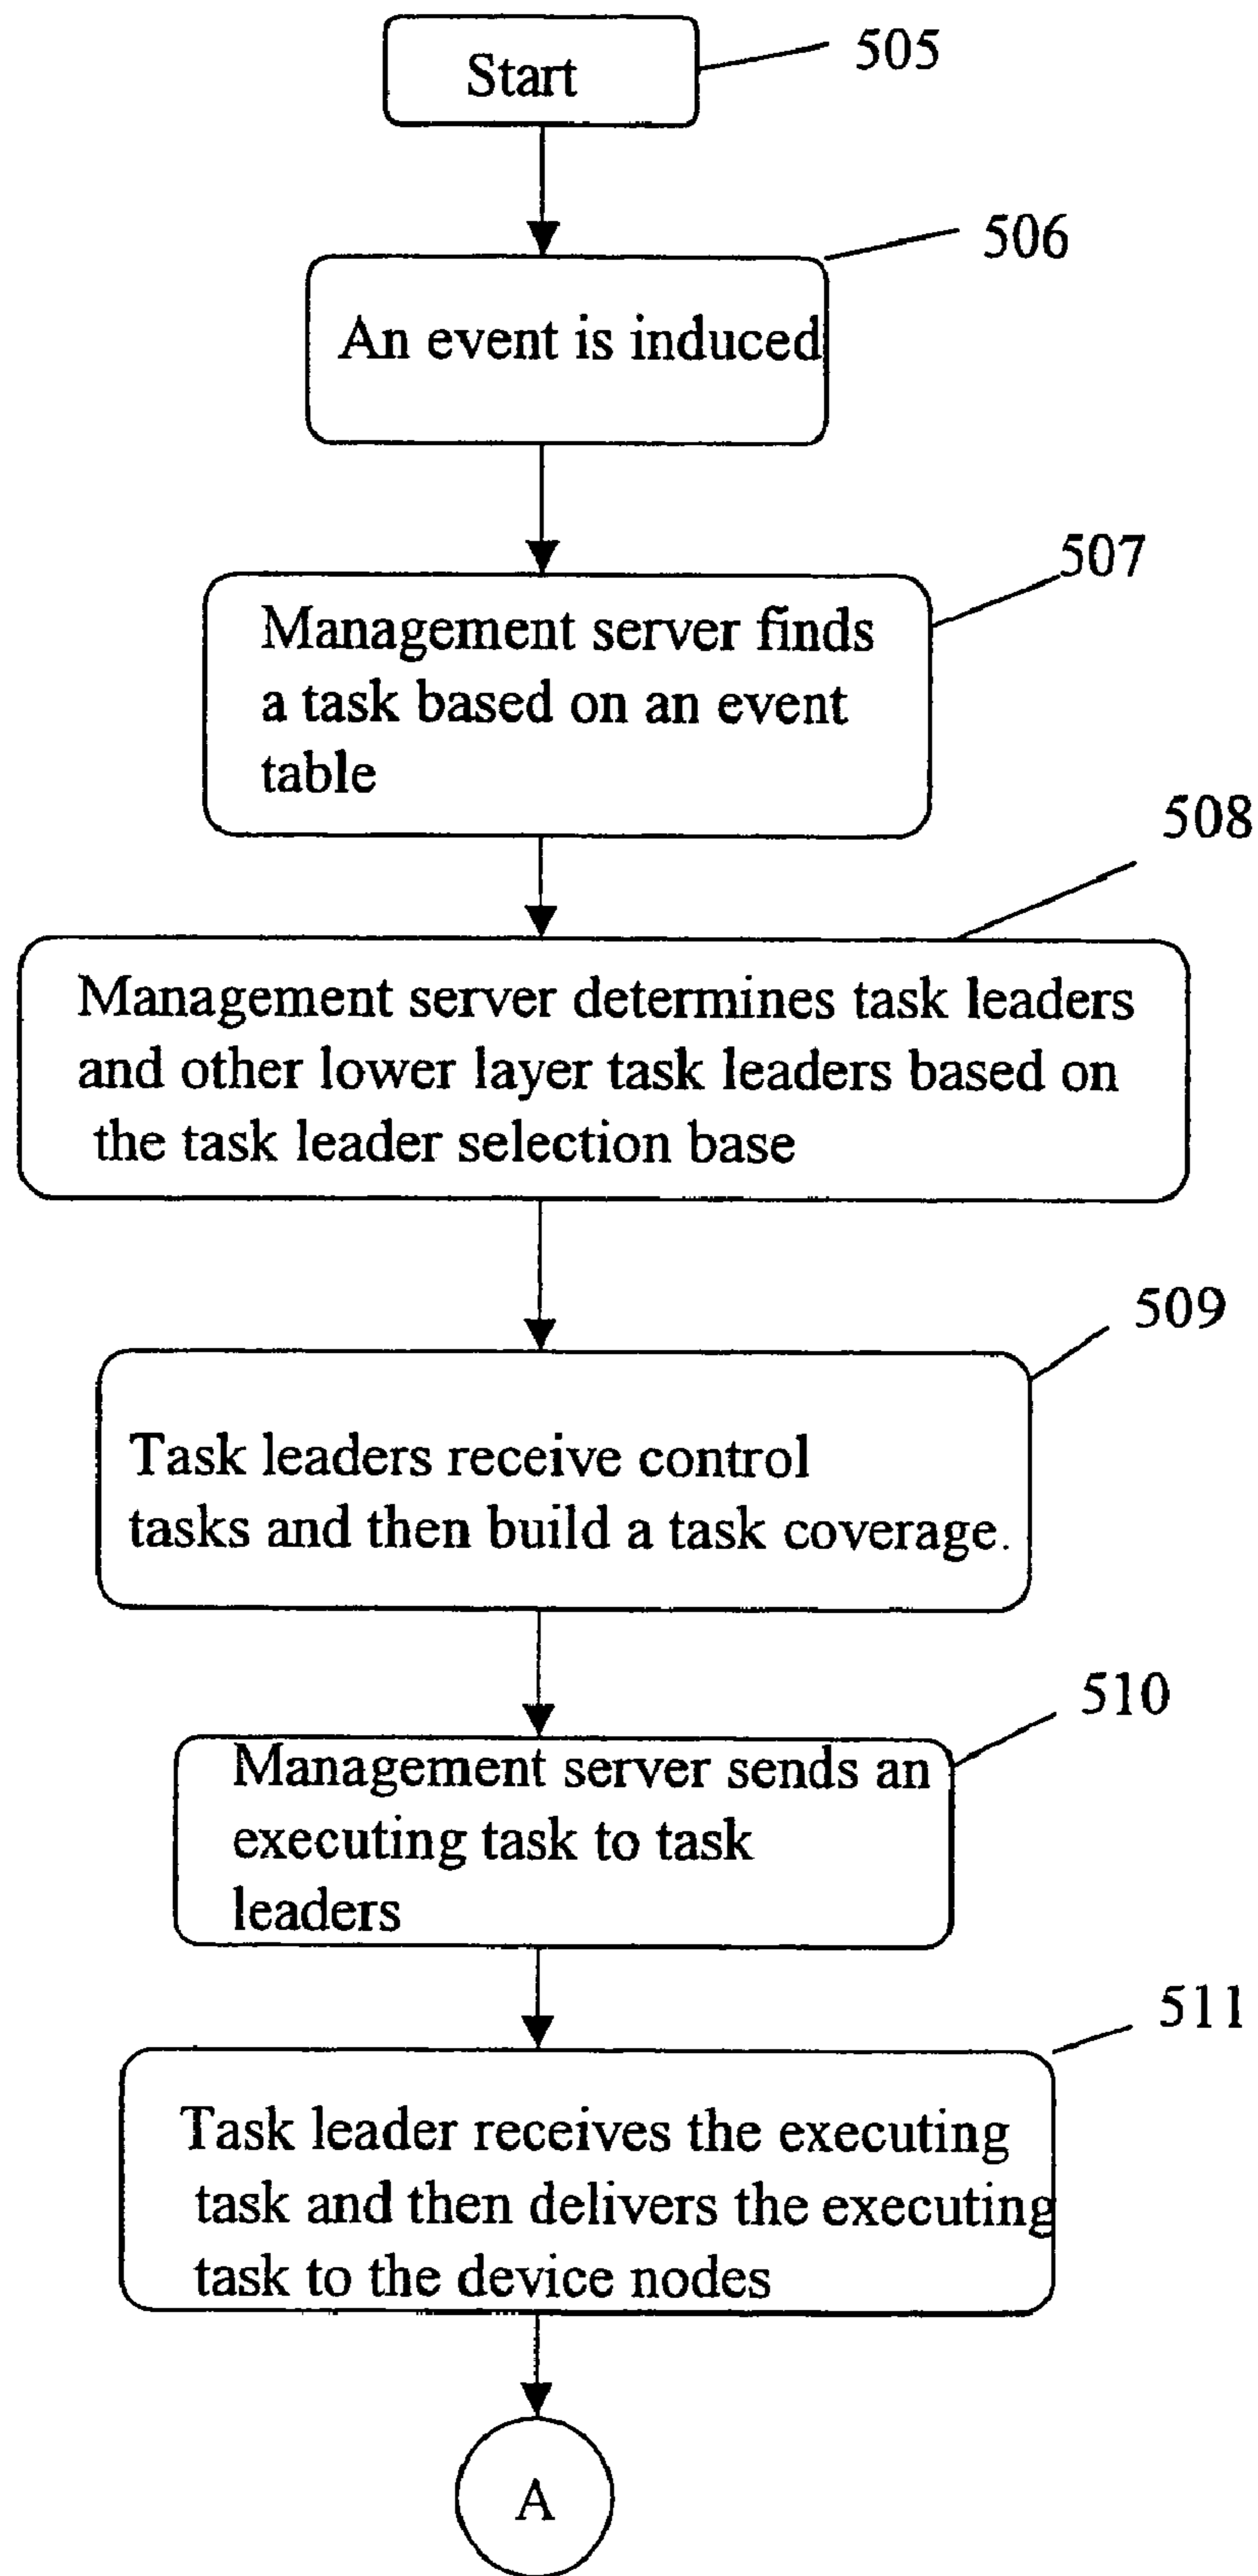 Start
505
506
An event is induced
507
Management server finds
a task based on an event
table
508
Management server determines task leaders
and other lower layer task leaders based on
the task leader selection base
509
Task leaders receive control
tasks and then build a task coverage.
510
Management server sends an
executing task to task
leaders
511
Task leader receives the executing
task and then delivers the executing
task to the device nodes
A